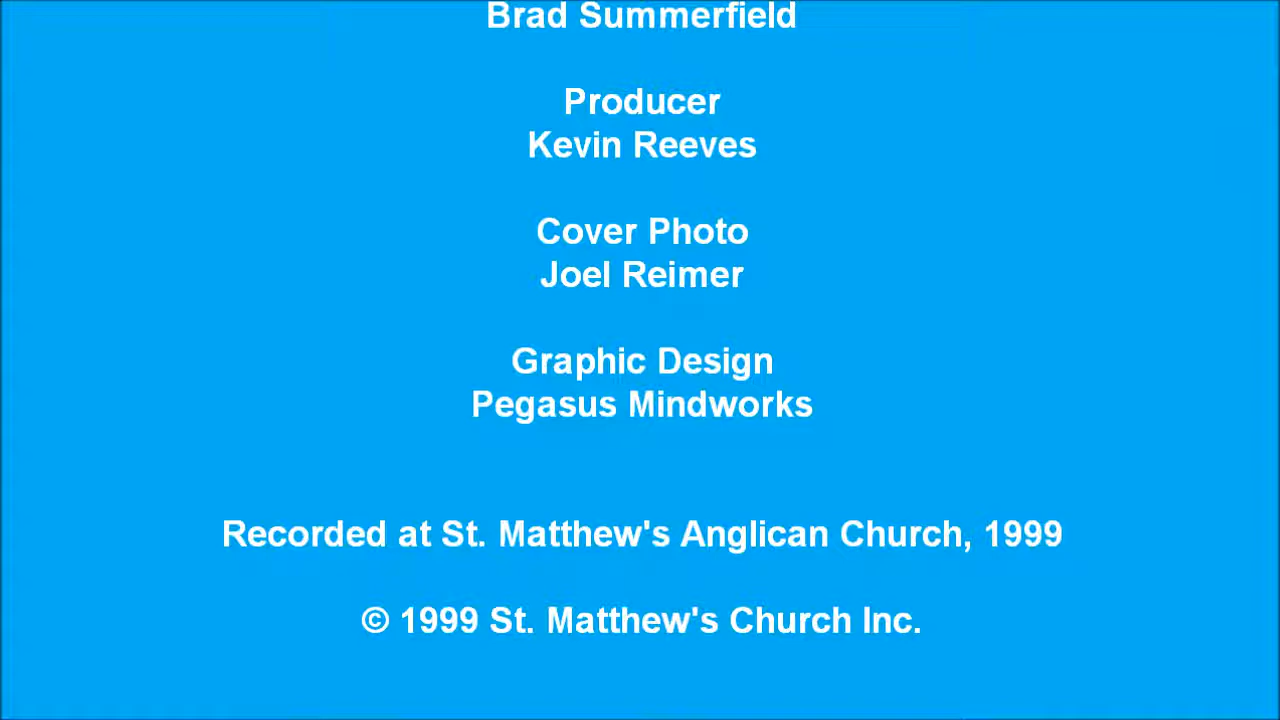 Brad Summerfield
Producer
Kevin Reeves
Cover Photo
Joel Reimer
Graphic Design
Pegasus Mindworks
Recorded at St. Matthew's Anglican Church, 1999
© 1999 St. Matthew's Church Inc.